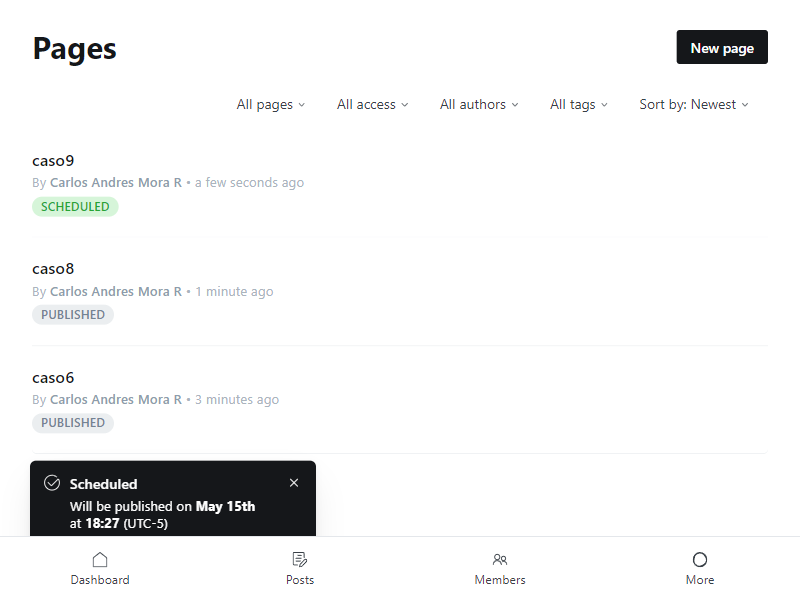 Pages
New page
All pages
All access
All authors
All tags
Sort by: Newest
caso9
By Carlos Andres Mora R • a few seconds ago
SCHEDULED
caso8
By Carlos Andres Mora R • 1 minute ago
PUBLISHED
caso6
By Carlos Andres Mora R • 3 minutes ago
PUBLISHED
Scheduled
Will be published on May 15th
at 18:27 (UTC-5)
Dashboard
Posts
Members
More